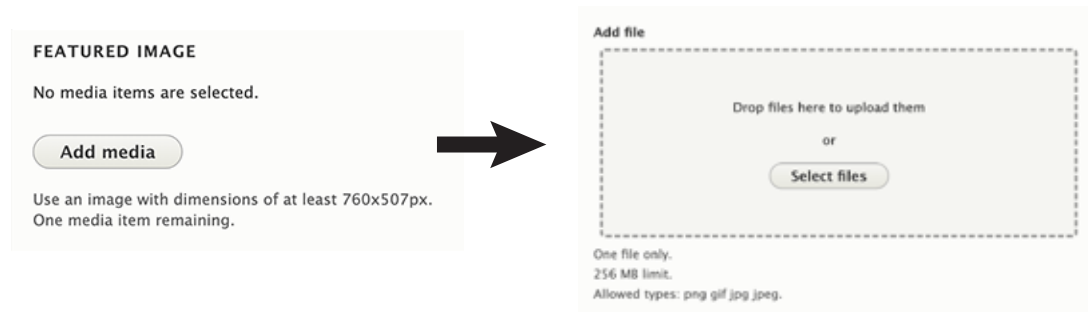 FEATURED IMAGE
No media items are selected.
Add media
Use an image with dimensions of at least 760x507px.
One media item remaining.
Add file
Drop files here to upload them
or
Select files
One file only.
256 MB limit.
Allowed types: png gif jpg jpeg.